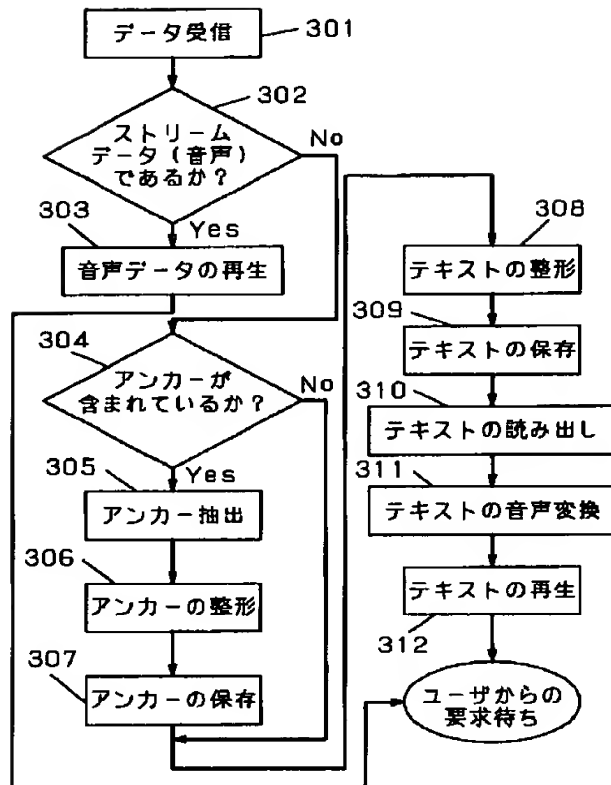 データ受信
301
302
ストリーム
データ(音声)
であるか?
No
Yes
303
音声データの再生
304
アンカーが
含まれているか?
No
Yes
305
アンカー抽出
306
アンカーの整形
307
アンカーの保存
308
テキストの整形
309
テキストの保存
310
テキストの読み出し
311
テキストの音声変換
テキストの再生
312
ユーザからの
要求待ち